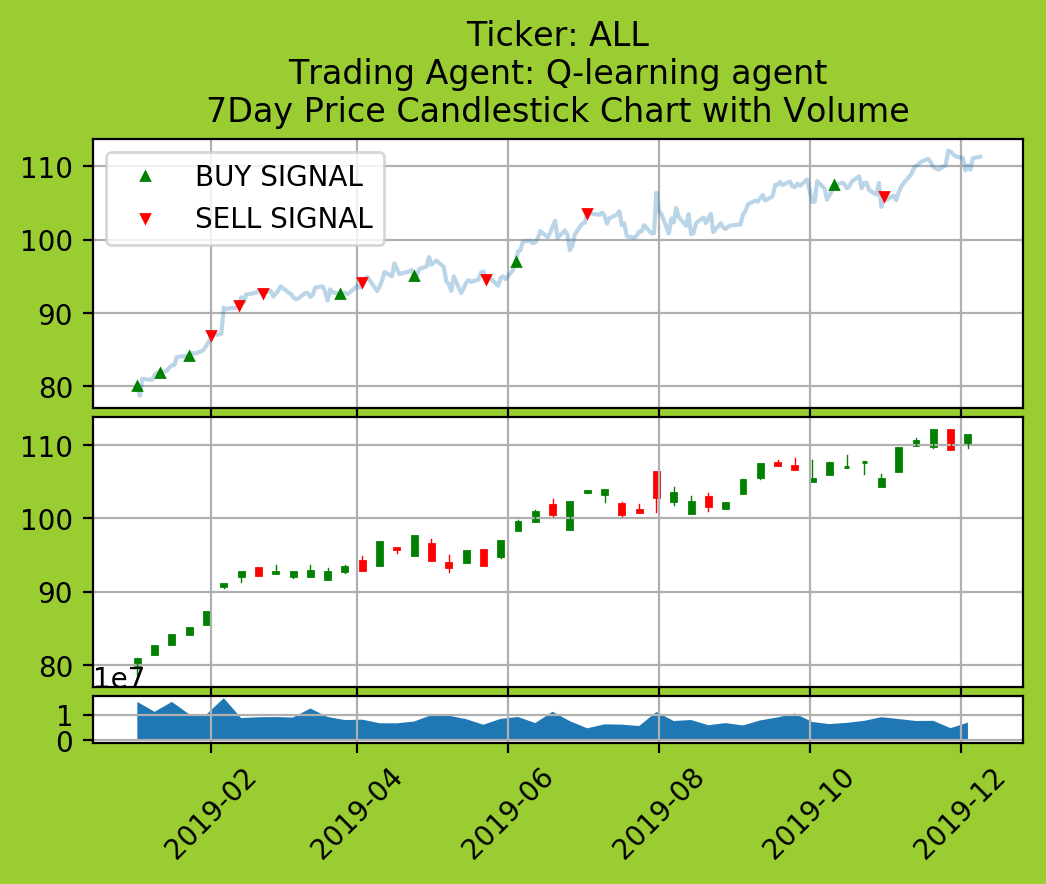 Ticker: ALL
Trading Agent: Q-learning agent
7Day Price Candlestick Chart with Volume
BUY SIGNAL
SELL SIGNAL
110
100
90
80
110
100
90
80
1e7
1
0
2019-02
2019-04
2019-06
2019-08
2019-10
2019-12